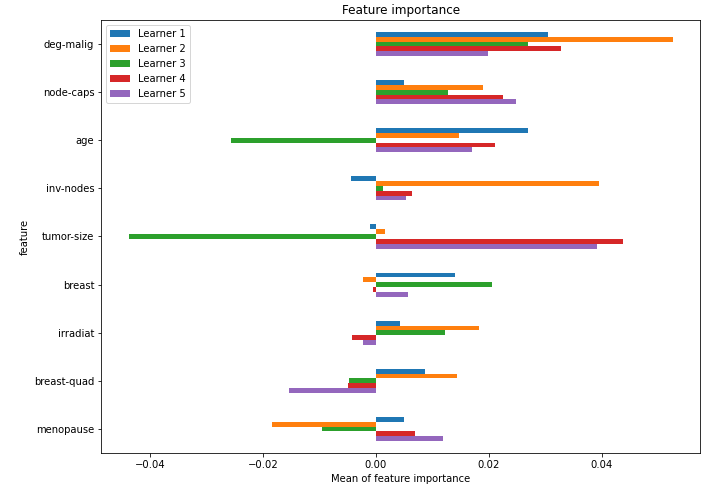 Feature importance
Learner 1
Learner 2
Learner 3
Learner 4
Learner 5
deg-malig
node-caps
age
inv-nodes
tumor-size
breast
irradiat
breast-quad
menopause
feature
−0.04 −0.02 0.00 0.02 0.04
Mean of feature importance